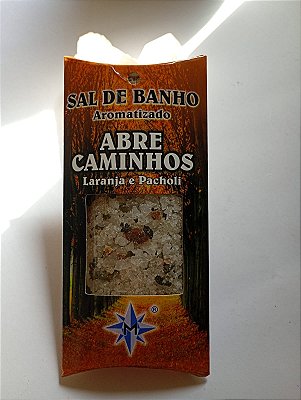 SAL DE BANHO
Aromatizado
ABRE
CAMINHOS
Laranja e Pacholi
M ®